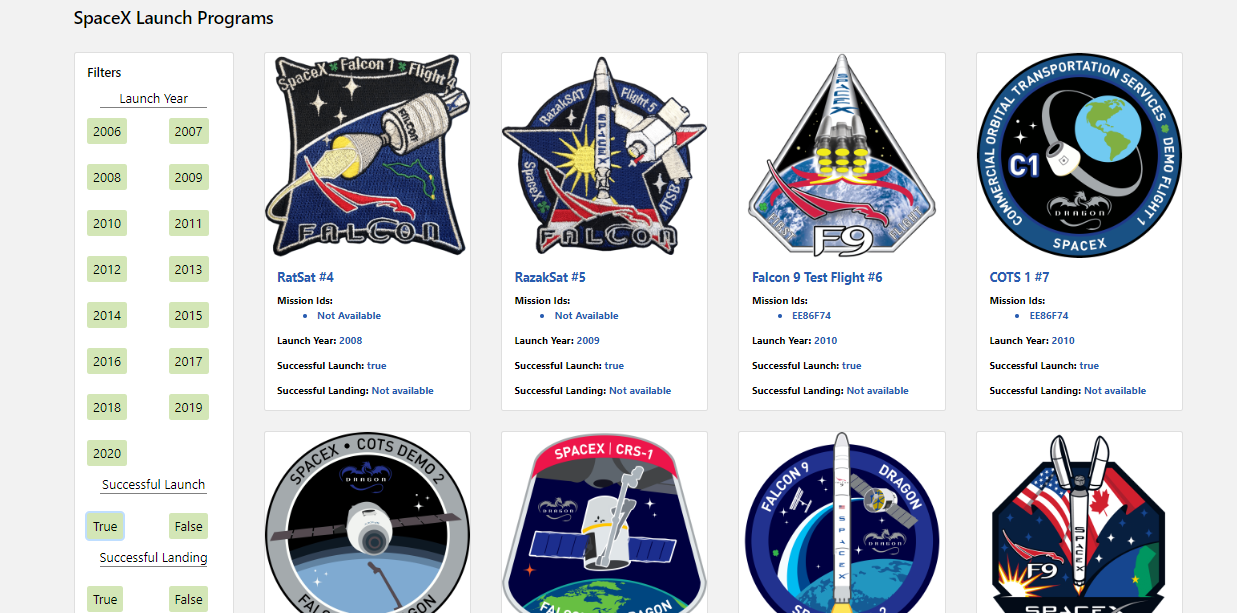 SpaceX Launch Programs
Filters
Launch Year
2006 2007
2008 2009
2010 2011
2012 2013
2014 2015
2016 2017
2018 2019
2020
Successful Launch
True False
Successful Landing
True False
SpaceX Falcon 1 Flight 4
FALCON
FALCON
RatSat #4
Mission Ids:
Not Available
Launch Year: 2008
Successful Launch: true
Successful Landing: Not available
RazakSAT Flight 5
SPACEX
SpaceX ATSB
FALCON
RazakSat #5
Mission Ids:
Not Available
Launch Year: 2009
Successful Launch: true
Successful Landing: Not available
SPACEX
FIRST FLIGHT
F9
Falcon 9 Test Flight #6
Mission Ids:
EE86F74
Launch Year: 2010
Successful Launch: true
Successful Landing: Not available
COMMERCIAL ORBITAL TRANSPORTATION SERVICES DEMO FLIGHT 1
C1
DRAGON
SPACEX
COTS 1 #7
Mission Ids:
EE86F74
Launch Year: 2010
Successful Launch: true
Successful Landing: Not available
SPACEX • COTS DEMO 2
DRAGON
DRAGON
SPACEX | CRS-1
DRAGON
DRAGON
FALCON 9 DRAGON
DRAGON
SPACEX
SPACEX
F9
SPACEX